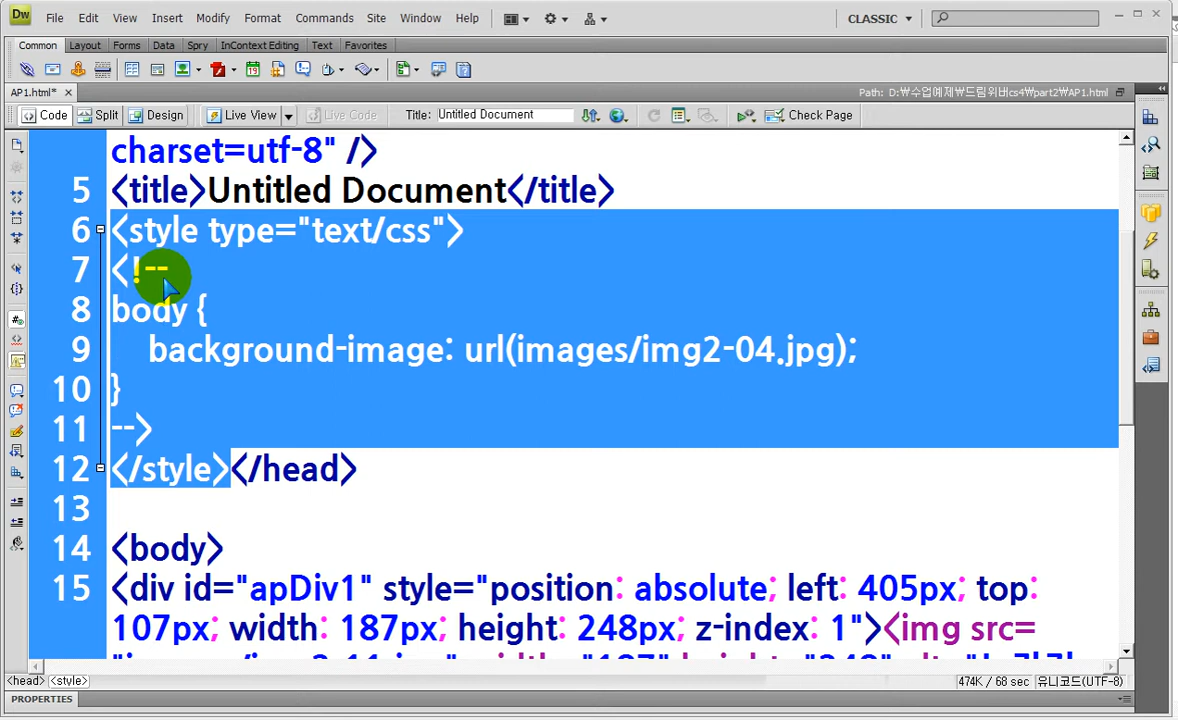 Dw File Edit View Insert Modify Format Commands Site Window Help CLASSIC
Common Layout Forms Data Spry InContext Editing Text Favorites
AP1.html* × Path: D:₩수업예제₩드림위버cs4₩part2₩AP1.html
Code Split Design Live View Live Code Title: Untitled Document Check Page
charset=utf-8" />
5 <title>Untitled Document</title>
6 <style type="text/css">
7 <!--
8 body {
9 background-image: url(images/img2-04.jpg);
10 }
11 -->
12 </style></head>
13
14 <body>
15 <div id="apDiv1" style="position: absolute; left: 405px; top:
107px; width: 187px; height: 248px; z-index: 1"><img src=
<head> <style> 474K / 68 sec 유니코드(UTF-8)
PROPERTIES